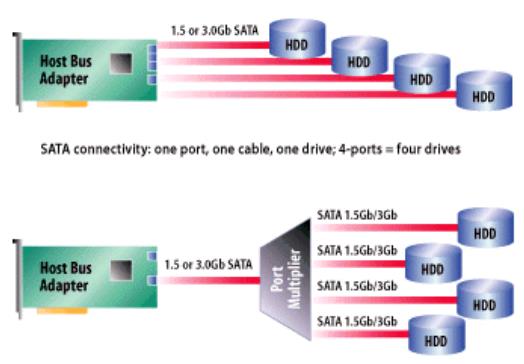 1.5 or 3.0Gb SATA
Host Bus
Adapter
HDD
HDD
HDD
HDD
SATA connectivity: one port, one cable, one drive; 4-ports = four drives
Host Bus
Adapter
1.5 or 3.0Gb SATA
Port
Multiplier
SATA 1.5Gb/3Gb
HDD
SATA 1.5Gb/3Gb
HDD
SATA 1.5Gb/3Gb
HDD
SATA 1.5Gb/3Gb
HDD